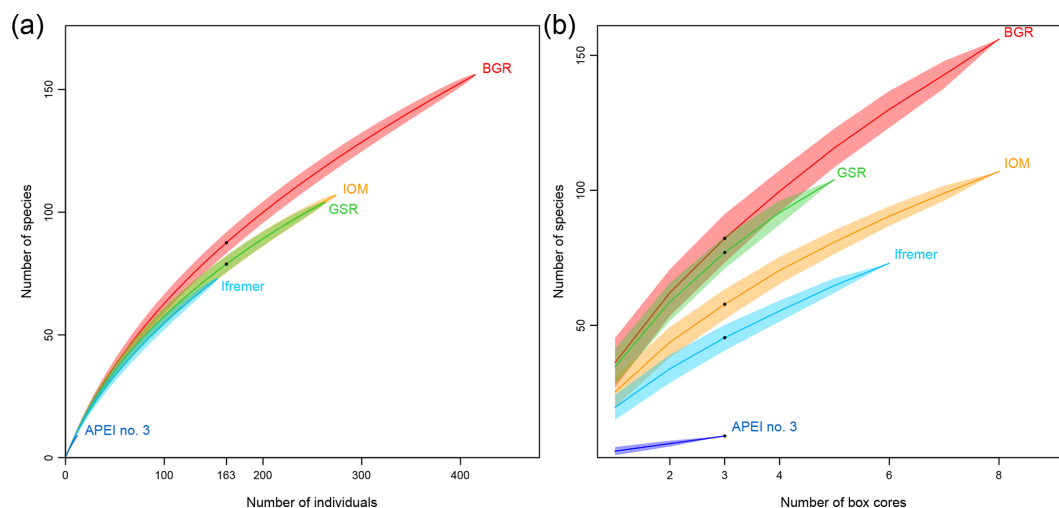 (a)
Number of species
150
100
50
0
BGR
IOM
GSR
Ifremer
APEI no. 3
0 100 163 200 300 400
Number of individuals
(b)
Number of species
150
100
50
BGR
GSR
IOM
Ifremer
APEI no. 3
2 3 4 6 8
Number of box cores